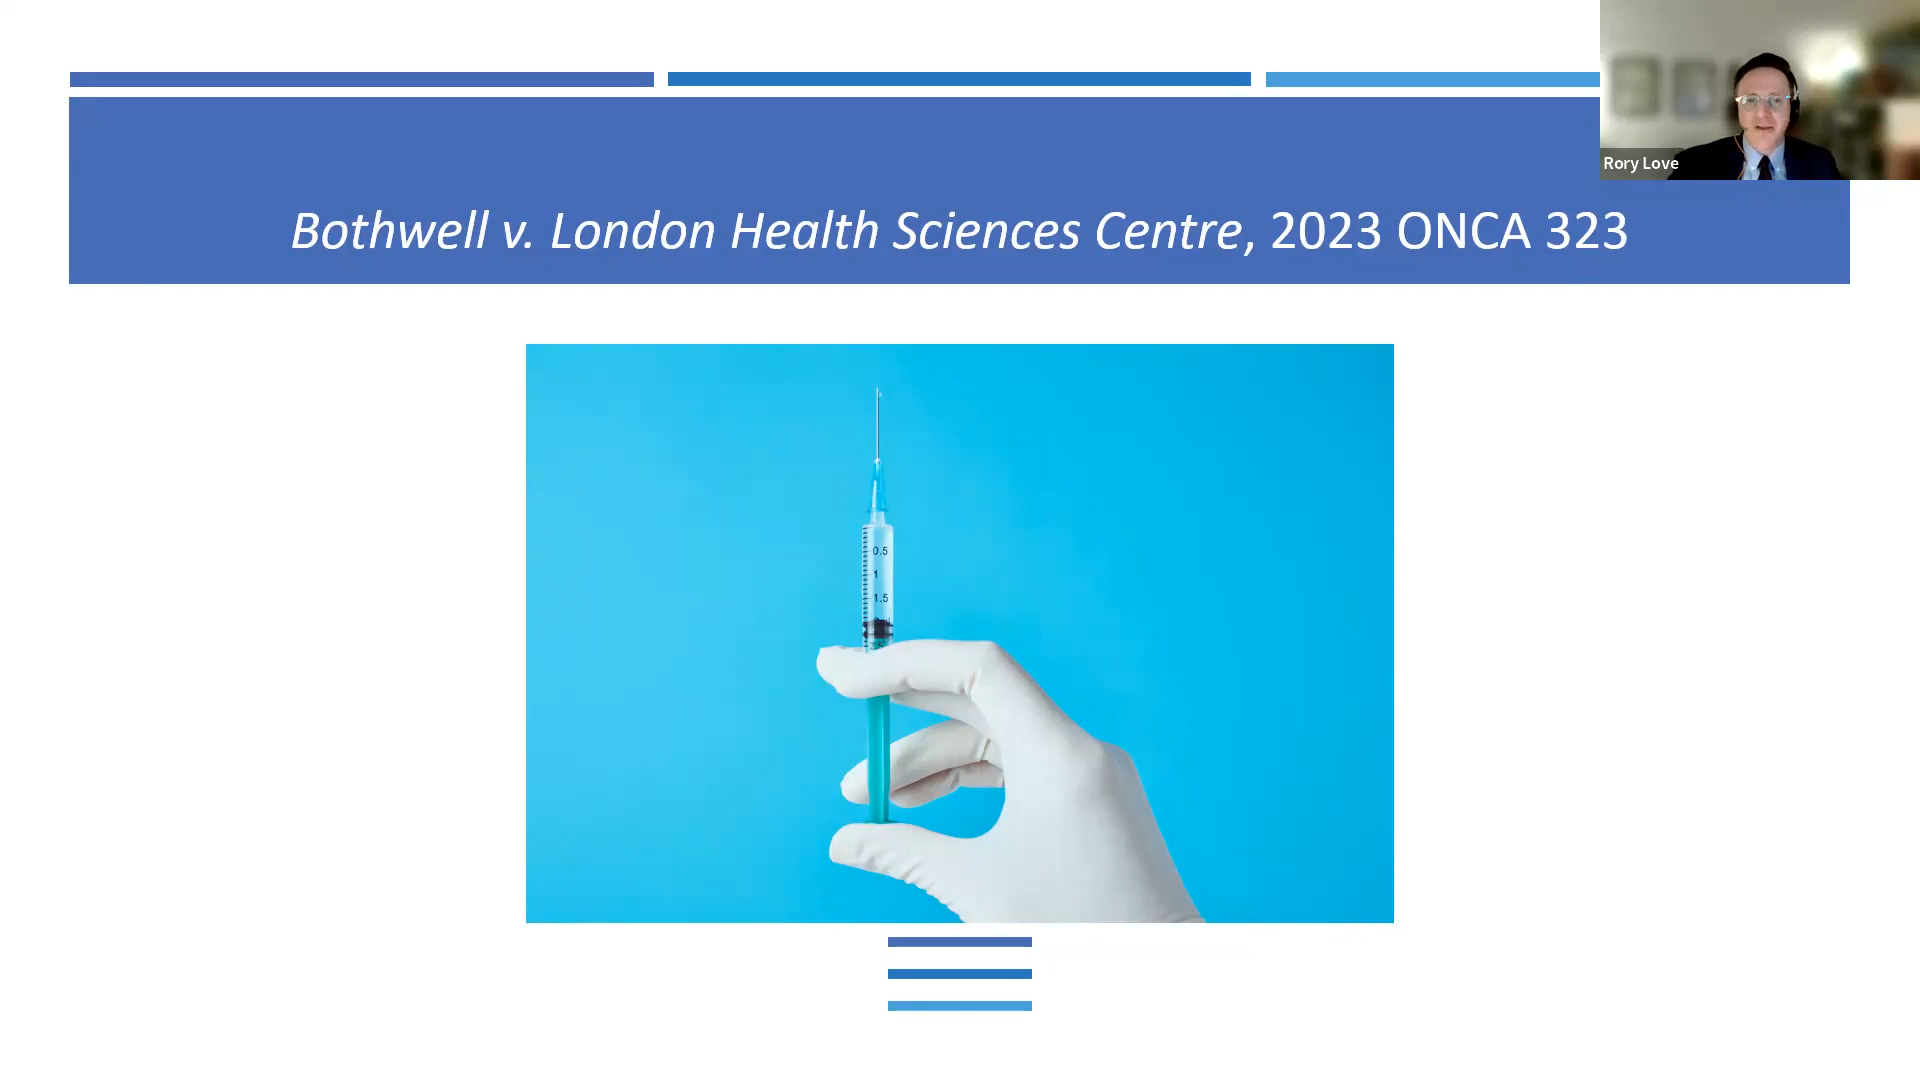 Rory Love
Bothwell v. London Health Sciences Centre, 2023 ONCA 323
0.5
1
1.5